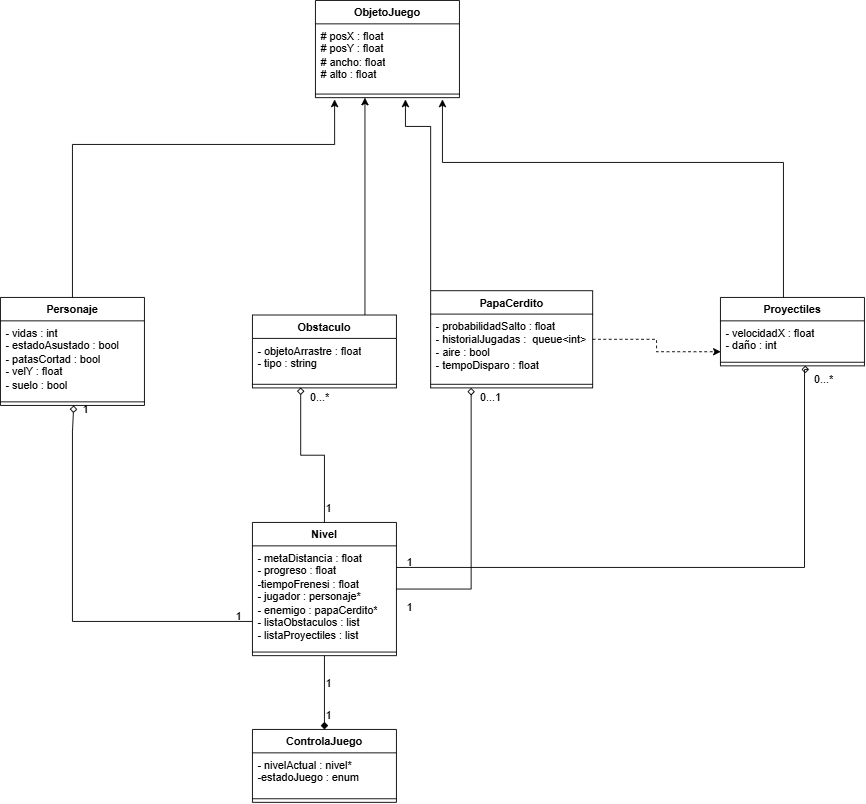 ObjetoJuego
# posX : float
# posY : float
# ancho: float
# alto : float
Personaje
- vidas : int
- estadoAsustado : bool
- patasCortad : bool
- velY : float
- suelo : bool
1
Obstaculo
- objetoArrastre : float
- tipo : string
0...*
PapaCerdito
- probabilidadSalto : float
- historialJugadas : queue<int>
- aire : bool
- tempoDisparo : float
0...1
Proyectiles
- velocidadX : float
- daño : int
0...*
1
Nivel
- metaDistancia : float
- progreso : float
-tiempoFrenesi : float
- jugador : personaje*
- enemigo : papaCerdito*
- listaObstaculos : list
- listaProyectiles : list
1
1
1
1
1
ControlaJuego
- nivelActual : nivel*
-estadoJuego : enum